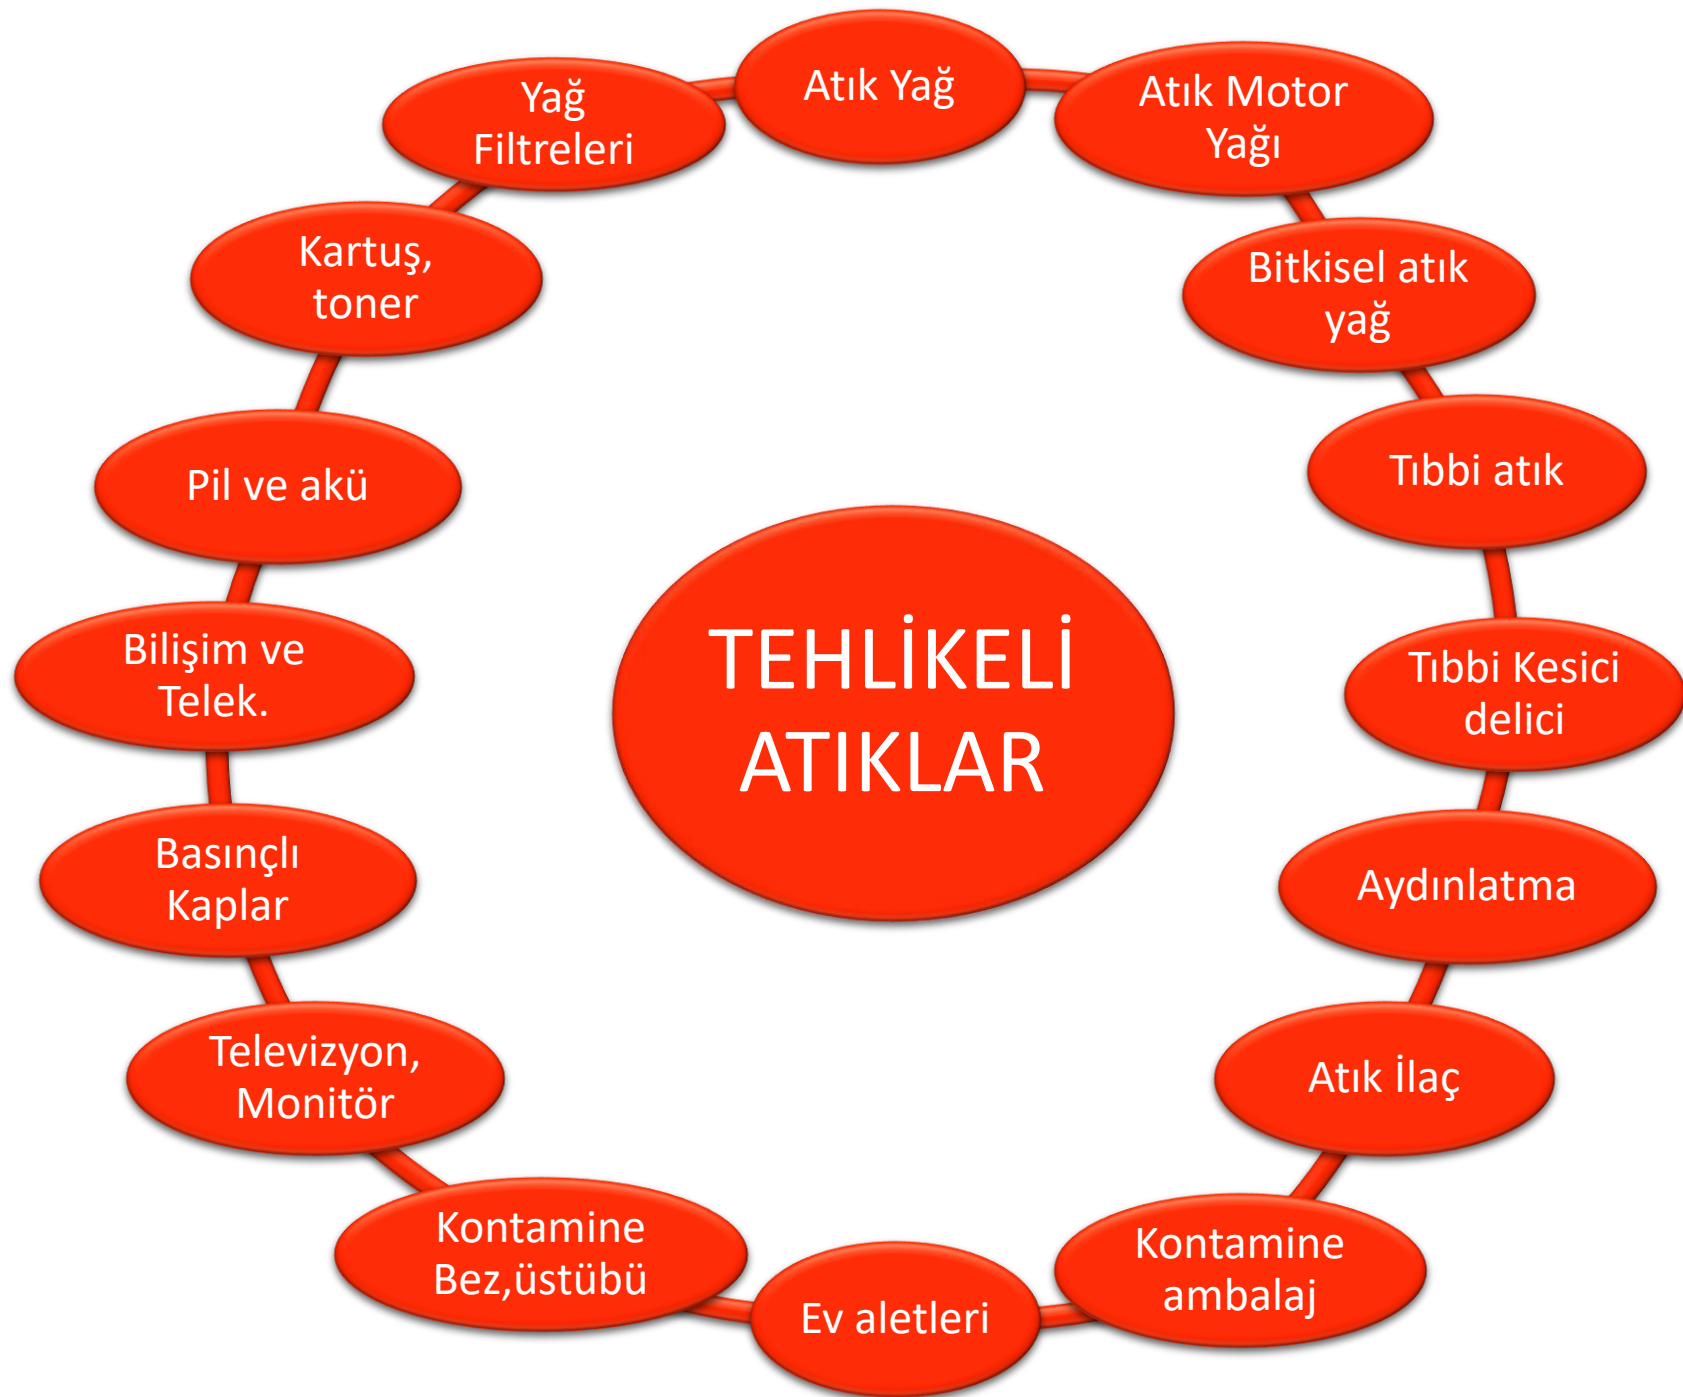 Atık Yağ
Atık Motor
Yağı
Bitkisel atık
yağ
Tıbbi atık
Tıbbi Kesici
delici
Aydınlatma
Atık İlaç
Kontamine
ambalaj
Ev aletleri
Kontamine
Bez,üstübü
Televizyon,
Monitör
Basınçlı
Kaplar
Bilişim ve
Telek.
Pil ve akü
Kartuş,
toner
Yağ
Filtreleri
TEHLİKELİ
ATIKLAR